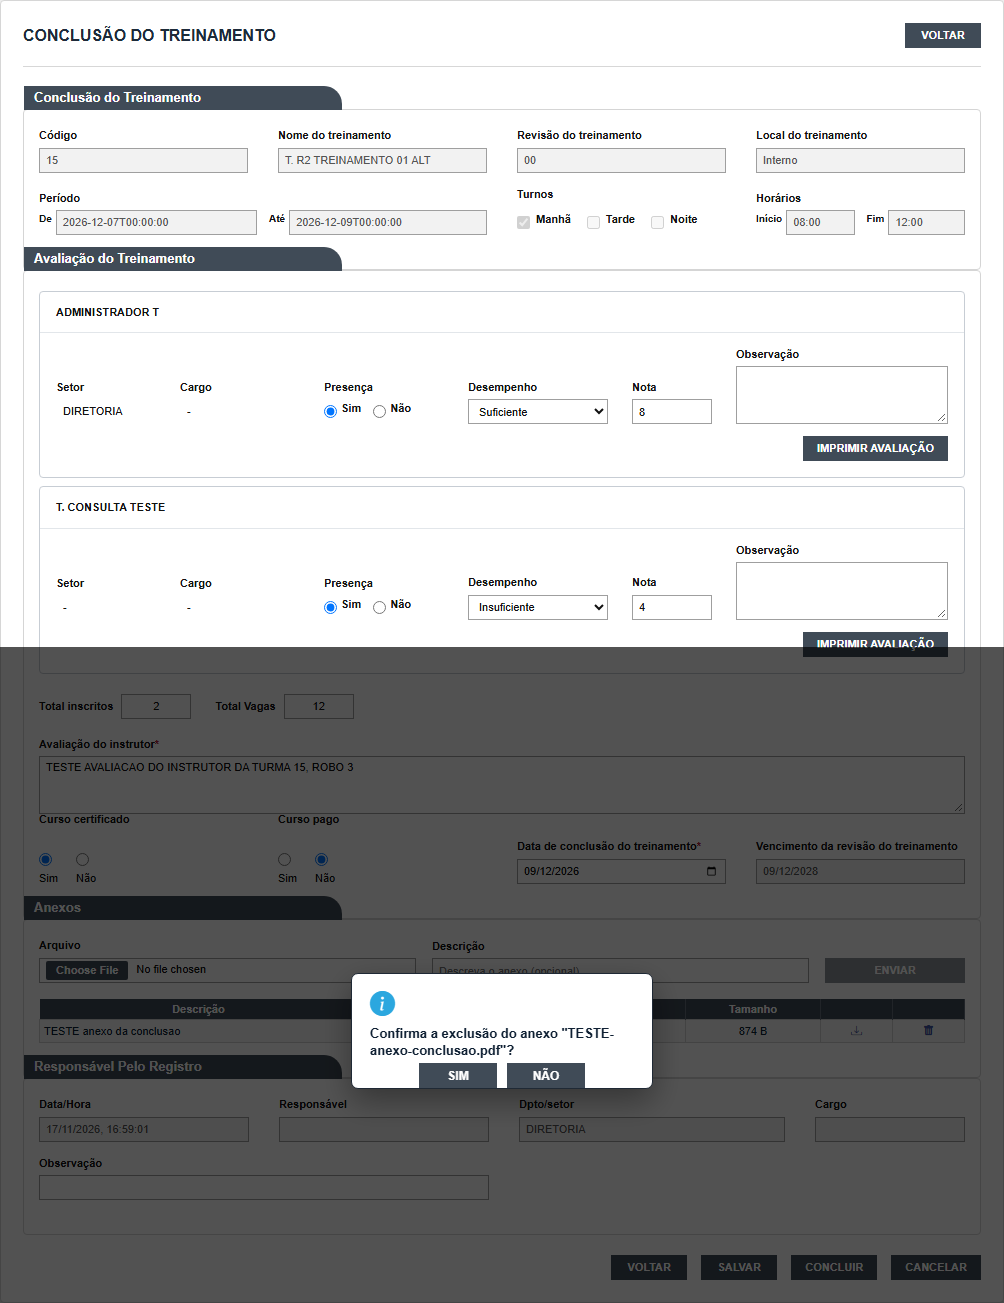 CONCLUSÃO DO TREINAMENTO
VOLTAR
Conclusão do Treinamento
Código
Nome do treinamento
Revisão do treinamento
Local do treinamento
15
T. R2 TREINAMENTO 01 ALT
00
Interno
Período
Turnos
Horários
De
2026-12-07T00:00:00
Até
2026-12-09T00:00:00
Manhã
Tarde
Noite
Início
08:00
Fim
12:00
Avaliação do Treinamento
ADMINISTRADOR T
Observação
Setor
Cargo
Presença
Desempenho
Nota
DIRETORIA
-
Sim
Não
Suficiente
8
IMPRIMIR AVALIAÇÃO
T. CONSULTA TESTE
Observação
Setor
Cargo
Presença
Desempenho
Nota
-
-
Sim
Não
Insuficiente
4
IMPRIMIR AVALIAÇÃO
Total inscritos
2
Total Vagas
12
Avaliação do instrutor*
TESTE AVALIACAO DO INSTRUTOR DA TURMA 15, ROBO 3
Curso certificado
Curso pago
Data de conclusão do treinamento*
Vencimento da revisão do treinamento
Sim
Não
Sim
Não
09/12/2026
09/12/2028
Anexos
Arquivo
Descrição
Choose File
No file chosen
Descreva o anexo (opcional)
ENVIAR
Descrição
Tamanho
TESTE anexo da conclusao
874 B
i
Confirma a exclusão do anexo "TESTE-
anexo-conclusao.pdf"?
SIM
NÃO
Responsável Pelo Registro
Data/Hora
Responsável
Dpto/setor
Cargo
17/11/2026, 16:59:01
DIRETORIA
Observação
VOLTAR
SALVAR
CONCLUIR
CANCELAR